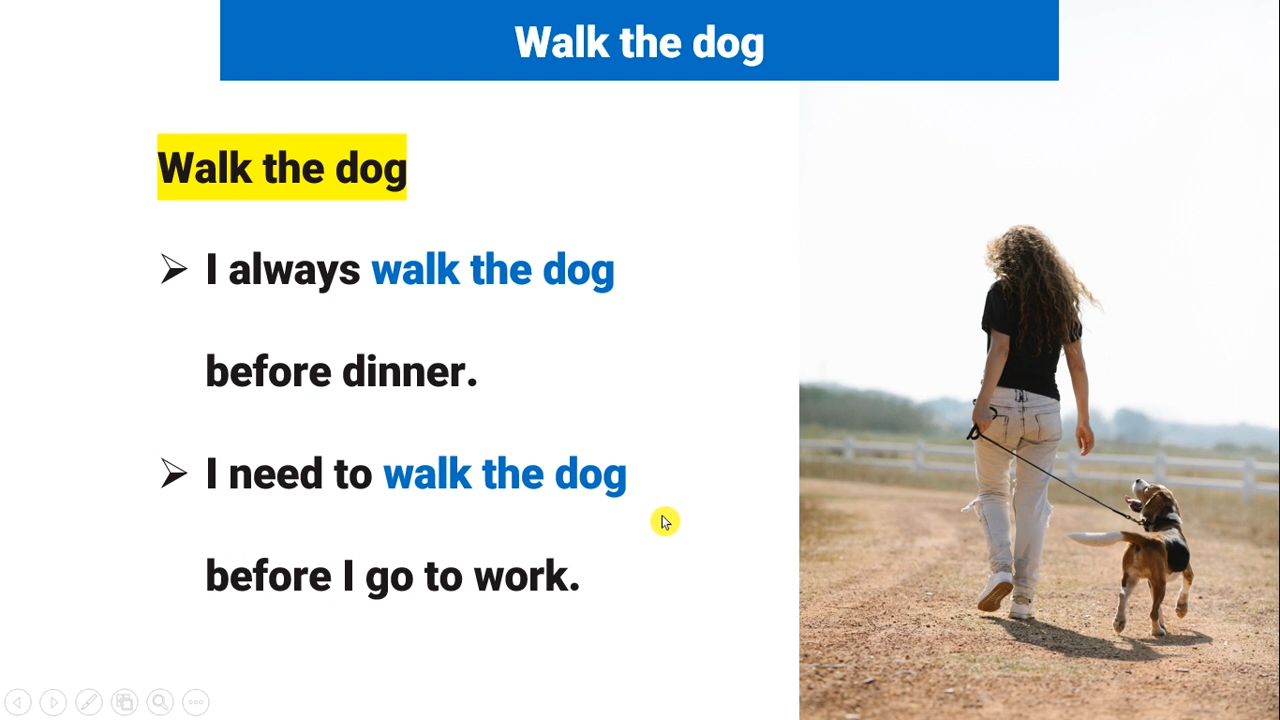 Walk the dog
Walk the dog
➢ I always walk the dog
before dinner.
➢ I need to walk the dog
before I go to work.